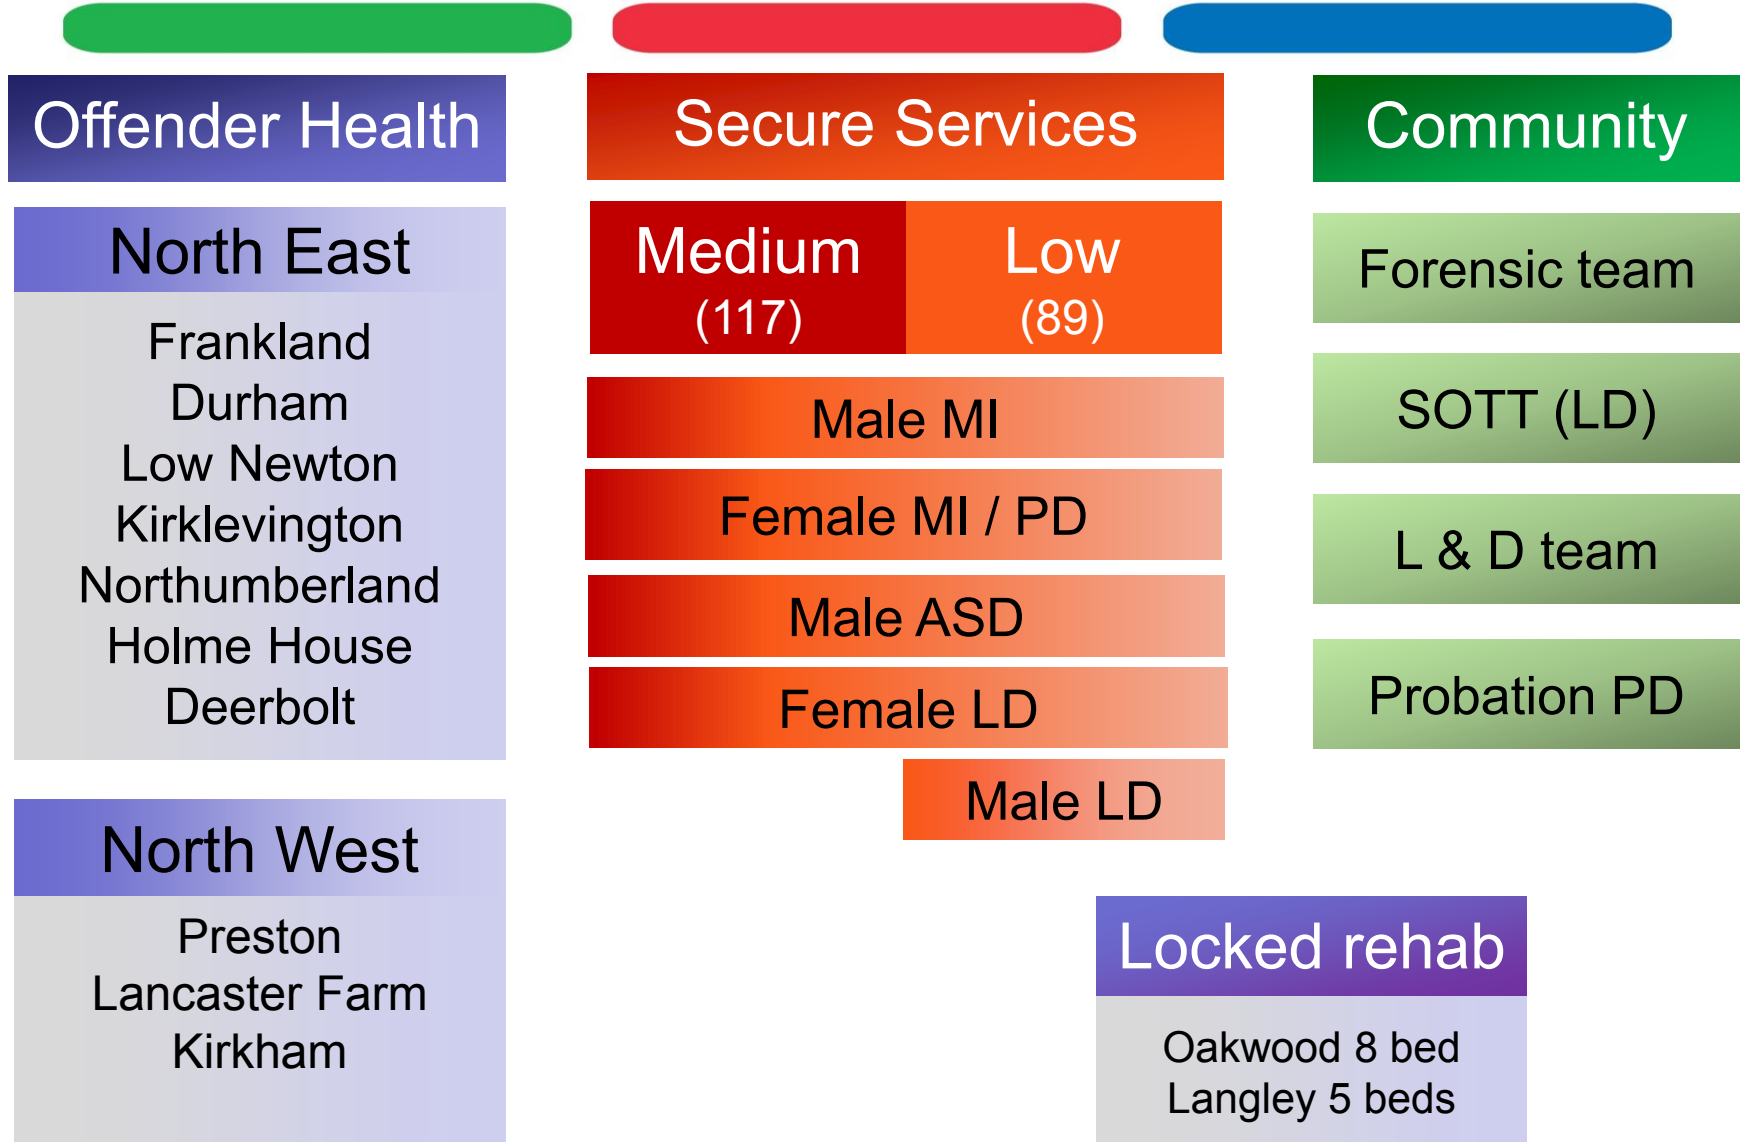 Offender Health
North East
Frankland
Durham
Low Newton
Kirklevington
Northumberland
Holme House
Deerbolt
North West
Preston
Lancaster Farm
Kirkham
Secure Services
Medium
(117)
Low
(89)
Male MI
Female MI / PD
Male ASD
Female LD
Male LD
Community
Forensic team
SOTT (LD)
L & D team
Probation PD
Locked rehab
Oakwood 8 bed
Langley 5 beds